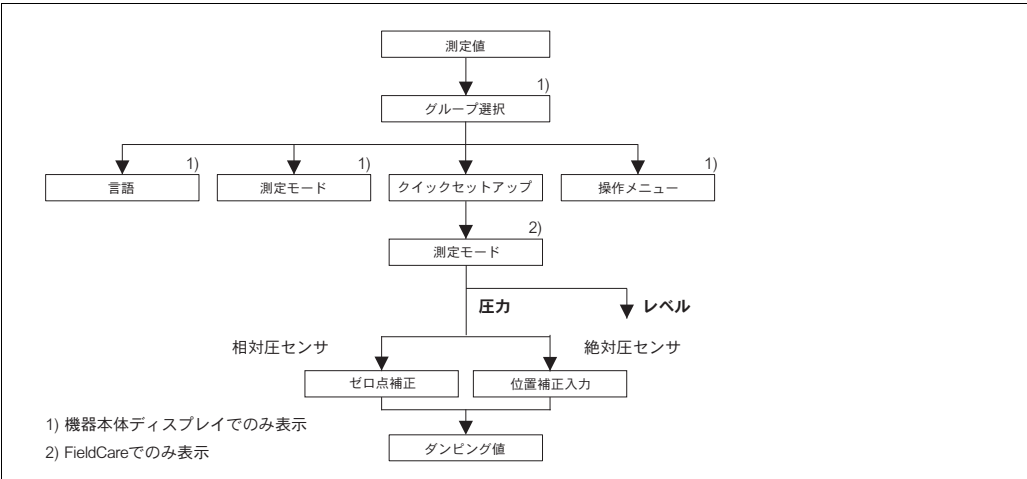 測定値
1)
グループ選択
1)
1)
1)
言語
測定モード
クイックセットアップ
操作メニュー
2)
測定モード
圧力
レベル
相対圧センサ
絶対圧センサ
ゼロ点補正
位置補正入力
1) 機器本体ディスプレイでのみ表示
2) FieldCareでのみ表示
ダンピング値